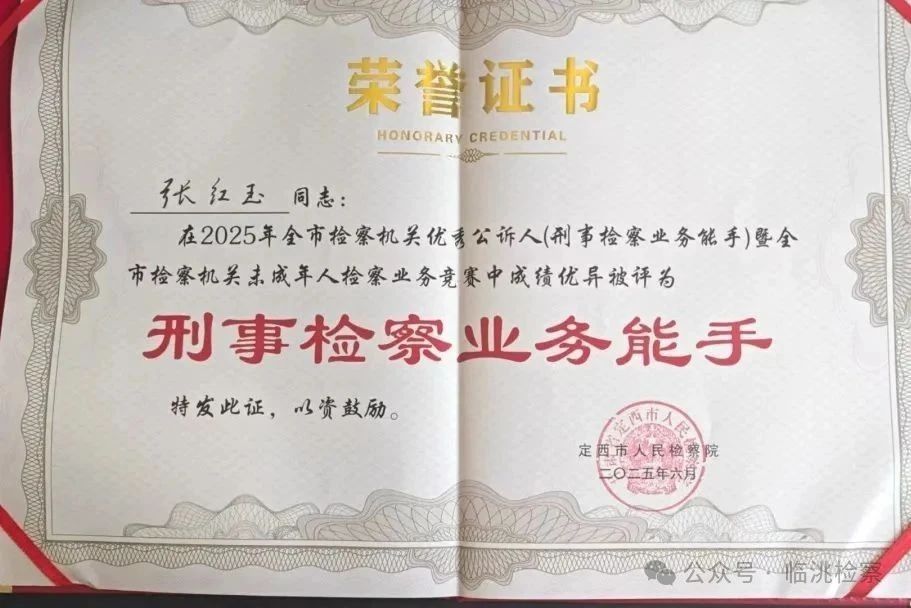 荣誉证书
HONORARY CREDENTIAL
张红玉 同志:
在2025年全市检察机关优秀公诉人(刑事检察业务能手)暨全
市检察机关未成年人检察业务竞赛中成绩优异被评为
刑事检察业务能手
特发此证，以资鼓励。
定西市人民检察院
二〇二五年六月
公众号·临洮检察